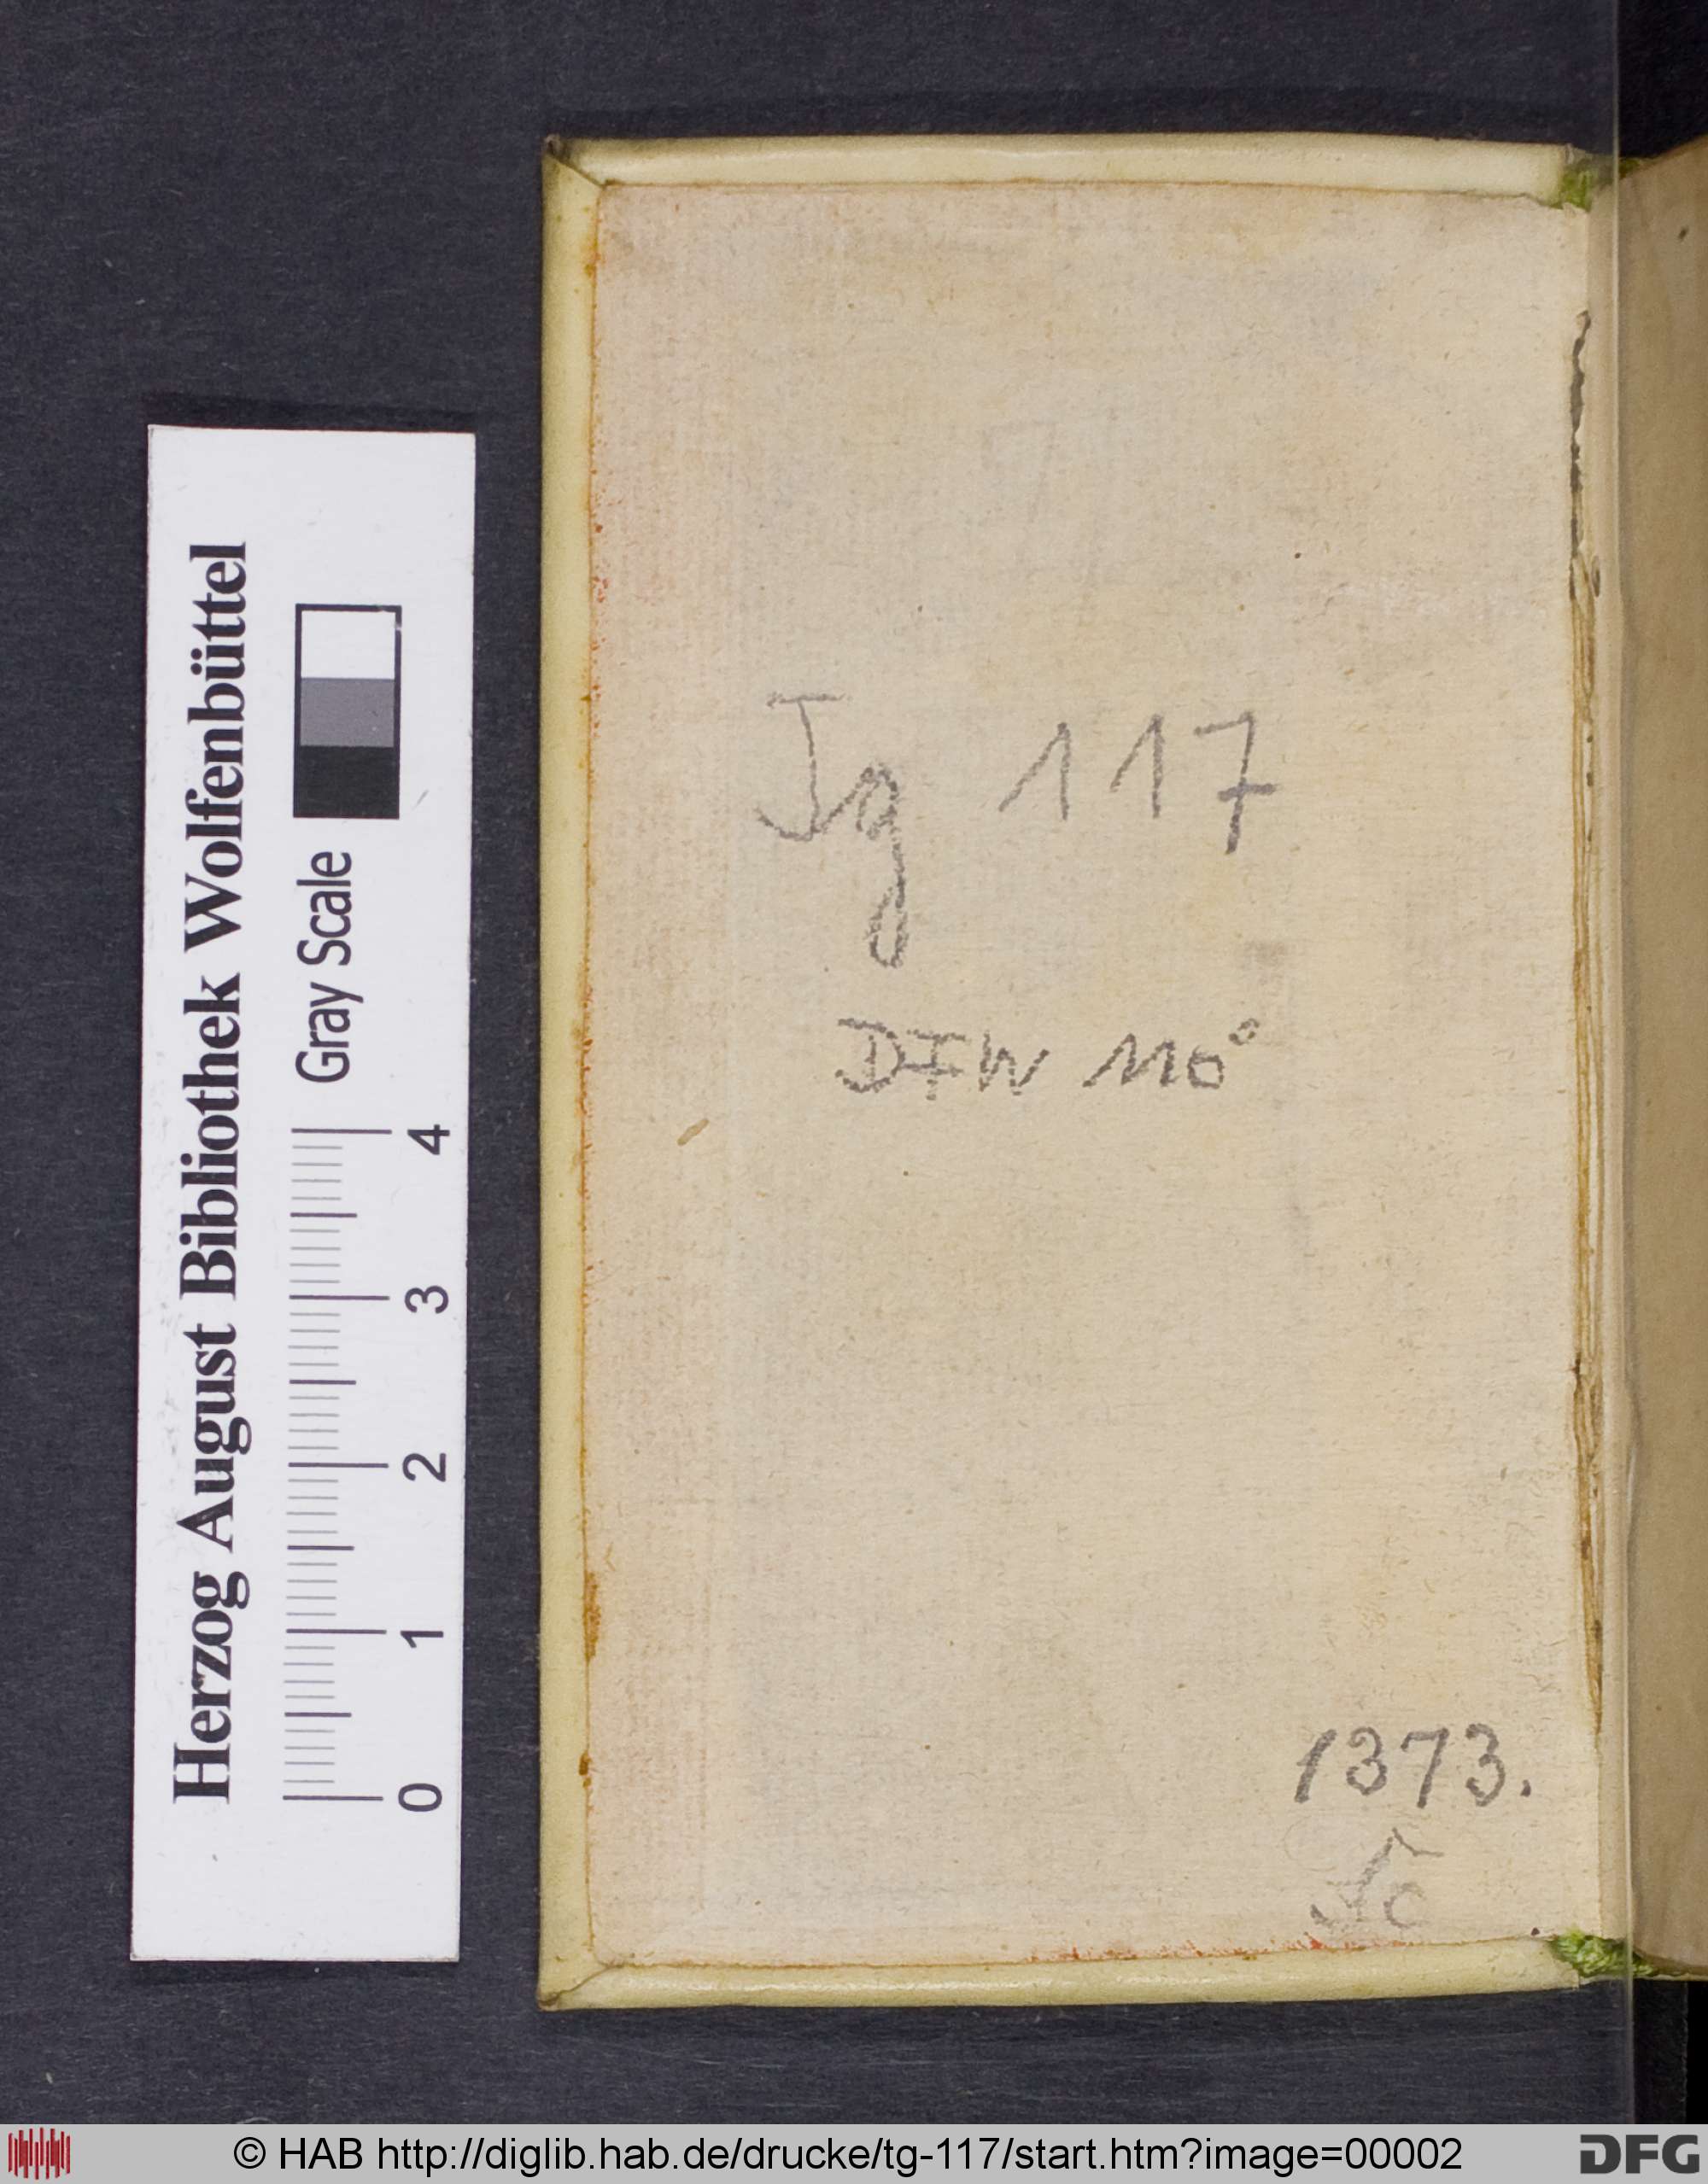 Herzog August Bibliothek Wolfenbüttel
Gray Scale
0 1 2 3 4
Tg 117
DFW 110°
1373.
© HAB http://diglib.hab.de/drucke/tg-117/start.htm?image=00002
DFG